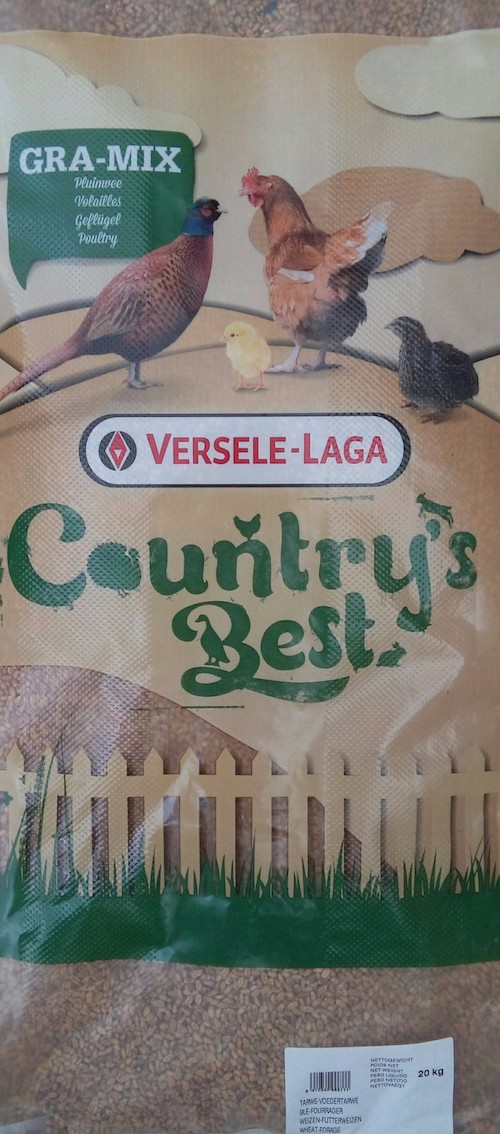 GRA-MIX
Pluimvee
Volailles
Geflügel
Poultry
VERSELE-LAGA
Country's
Best
NETTOGEWICHT
POIDS NET
NET WEIGHT
PESO LIQUIDO
PESO NETTO
NETTOVAEGT
20 kg
TARWE-VOEDERTARWE
BLE-FOURRAGER
WEIZEN-FUTTERWEIZEN
WHEAT-FORAGE